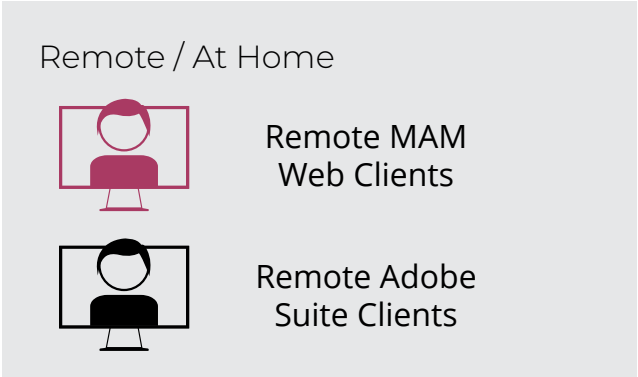 Remote / At Home
Remote MAM
Web Clients
Remote Adobe
Suite Clients